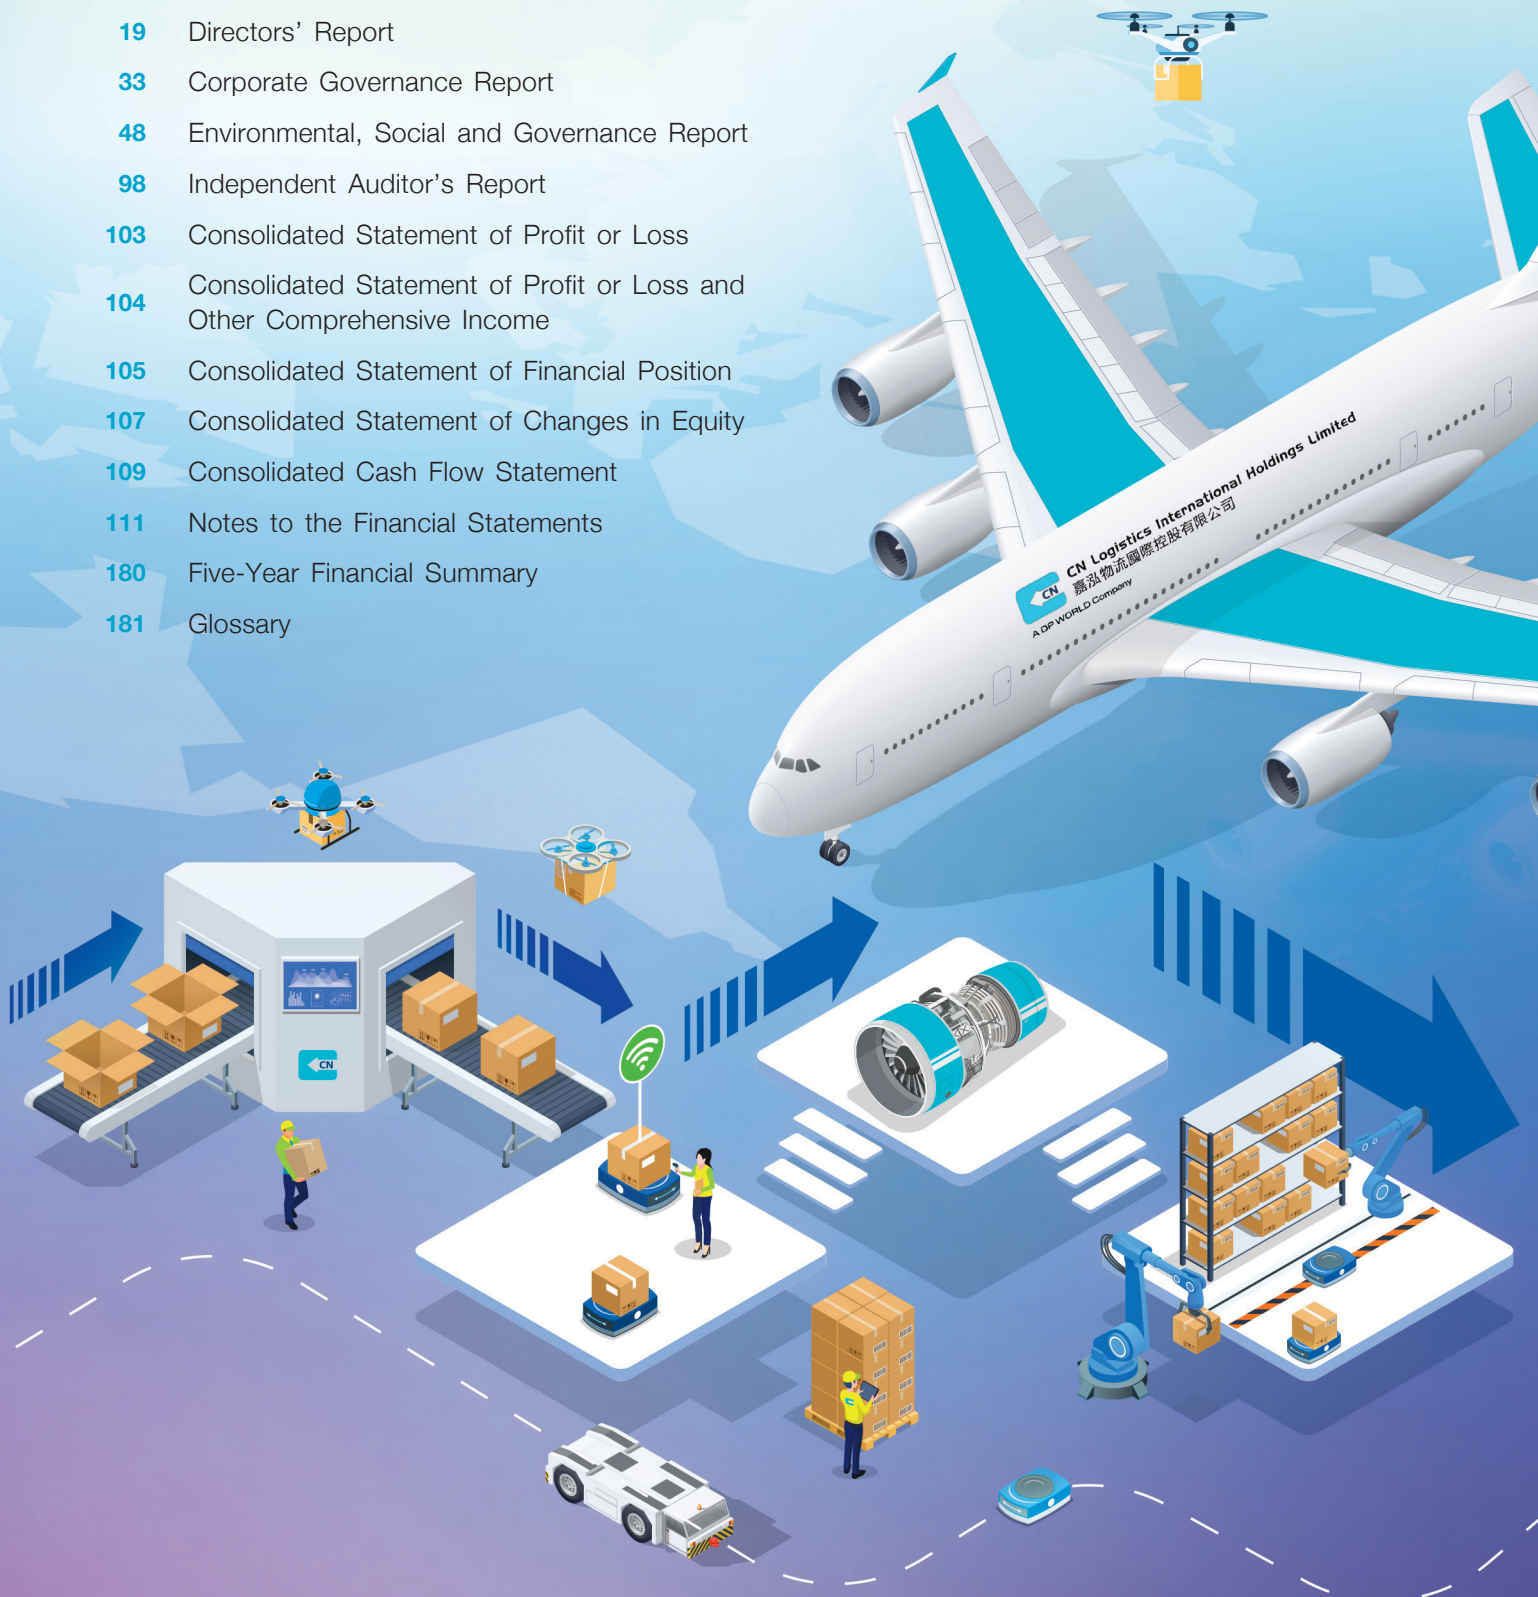 19 Directors’ Report
33 Corporate Governance Report
48 Environmental, Social and Governance Report
98 Independent Auditor’s Report
103 Consolidated Statement of Profit or Loss
104 Consolidated Statement of Profit or Loss and
Other Comprehensive Income
105 Consolidated Statement of Financial Position
107 Consolidated Statement of Changes in Equity
109 Consolidated Cash Flow Statement
111 Notes to the Financial Statements
180 Five-Year Financial Summary
181 Glossary
CN
CN Logistics International Holdings Limited
嘉泓物流國際控股有限公司
A DP WORLD Company
CN